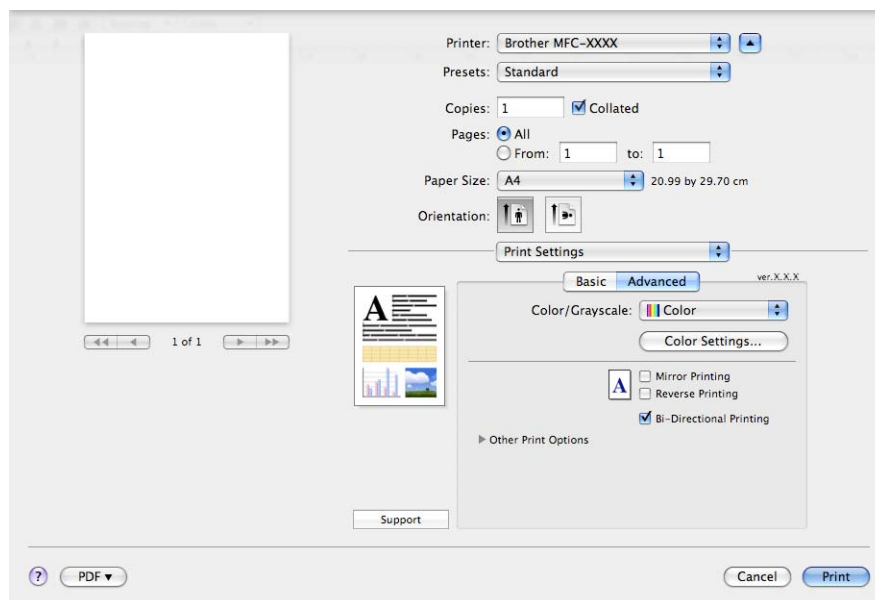 Printer: Brother MFC-XXXX
Presets: Standard
Copies: 1 Collated
Pages: All
From: 1 to: 1
Paper Size: A4 20.99 by 29.70 cm
Orientation:
Print Settings
Basic Advanced ver.X.X.X
A
Color/Grayscale: Color
1 of 1
Color Settings...
A Mirror Printing
Reverse Printing
Bi-Directional Printing
Other Print Options
Support
? PDF Cancel Print